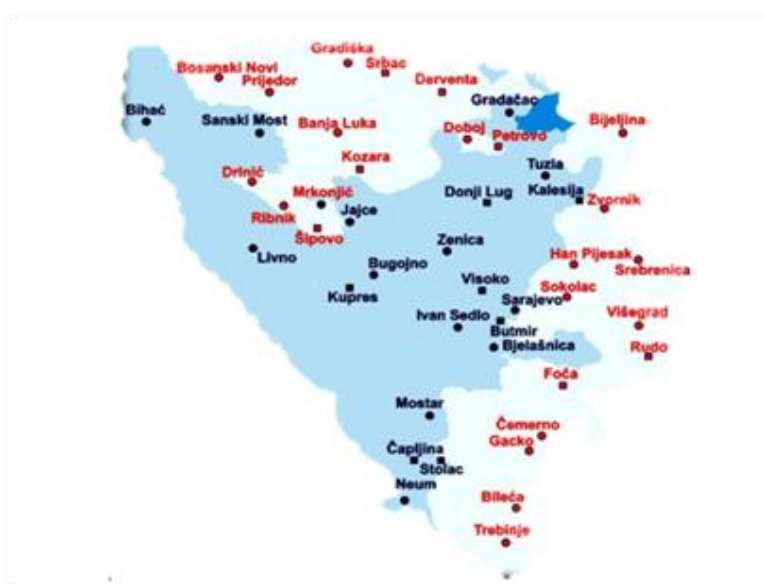 Gradiška
Srbac
Bosanski Novi
Prijedor
Derventa
Gradačac
Bihać
Sanski Most
Banja Luka
Doboj
Petrovo
Bijeljina
Kozara
Tuzla
Drinić
Mrkonjić
Donji Lug
Kalesija
Zvornik
Ribnik
Jajce
Šipovo
Zenica
Livno
Bugojno
Han Pijesak
Srebrenica
Visoko
Sokolac
Kupres
Sarajevo
Ivan Sedlo
Višegrad
Butmir
Bjelašnica
Rudo
Foča
Mostar
Čemerno
Gacko
Čapljina
Stolac
Neum
Bileća
Trebinje